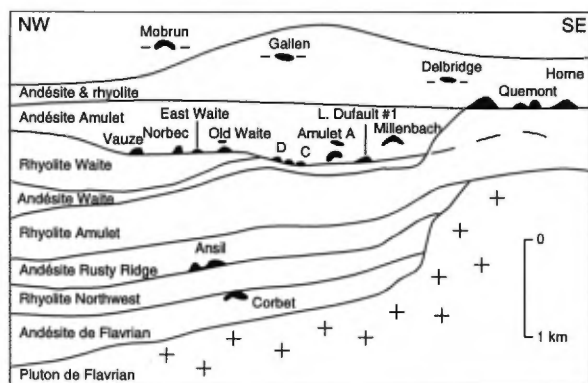 NW
SE
Mobrun
Gallen
Delbridge
Horne
Quemont
Andésite & rhyolite
Andésite Amulet
East Waite
L. Dufault #1
Norbec
Old Waite
Amulet A
Millenbach
Vauze
D
C
Rhyolite Waite
Andésite Waite
Rhyolite Amulet
Ansil
Andésite Rusty Ridge
Rhyolite Northwest
Corbet
Andésite de Flavrian
Pluton de Flavrian
0
1 km